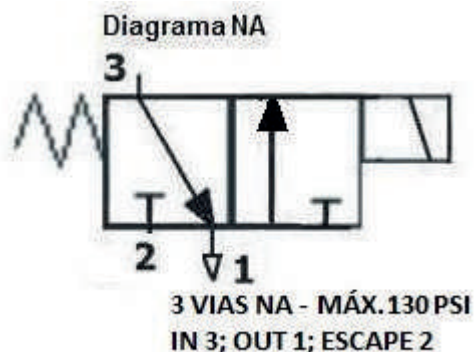 Diagrama NA
3
2
1
3 VIAS NA - MÁX.130 PSI
IN 3; OUT 1; ESCAPE 2